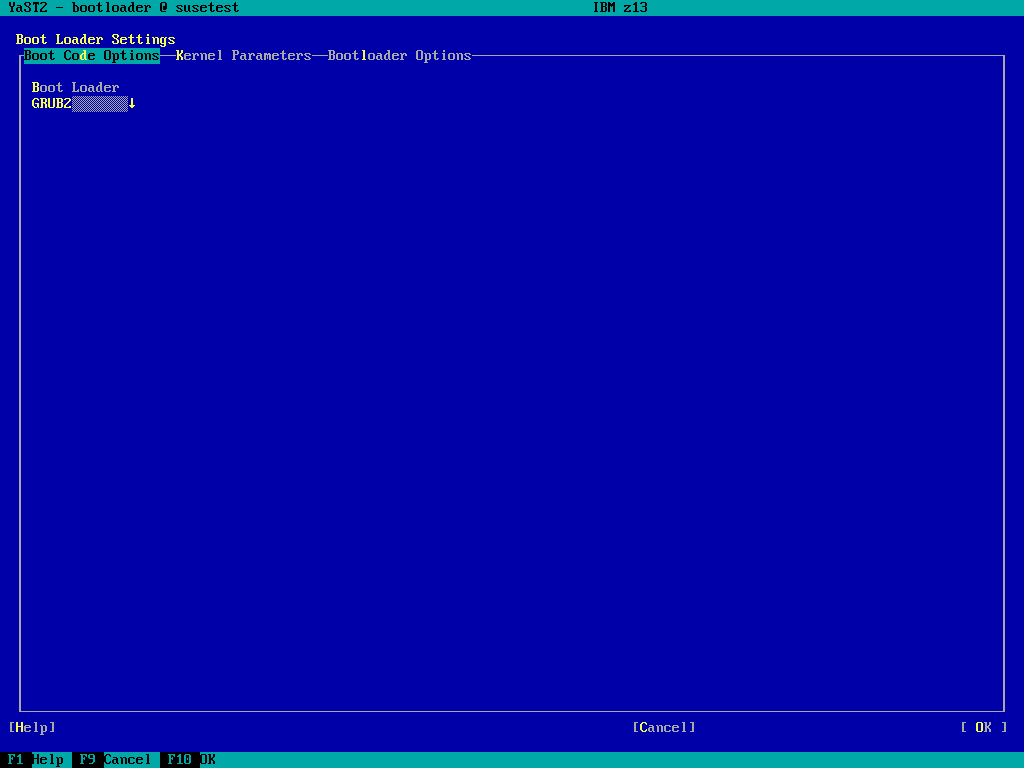 YaST2 - bootloader @ susetest IBM z13
Boot Loader Settings
Boot Code Options Kernel Parameters Bootloader Options
Boot Loader
GRUB2 ↓
[Help] [Cancel] [ OK ]
F1 Help F9 Cancel F10 OK